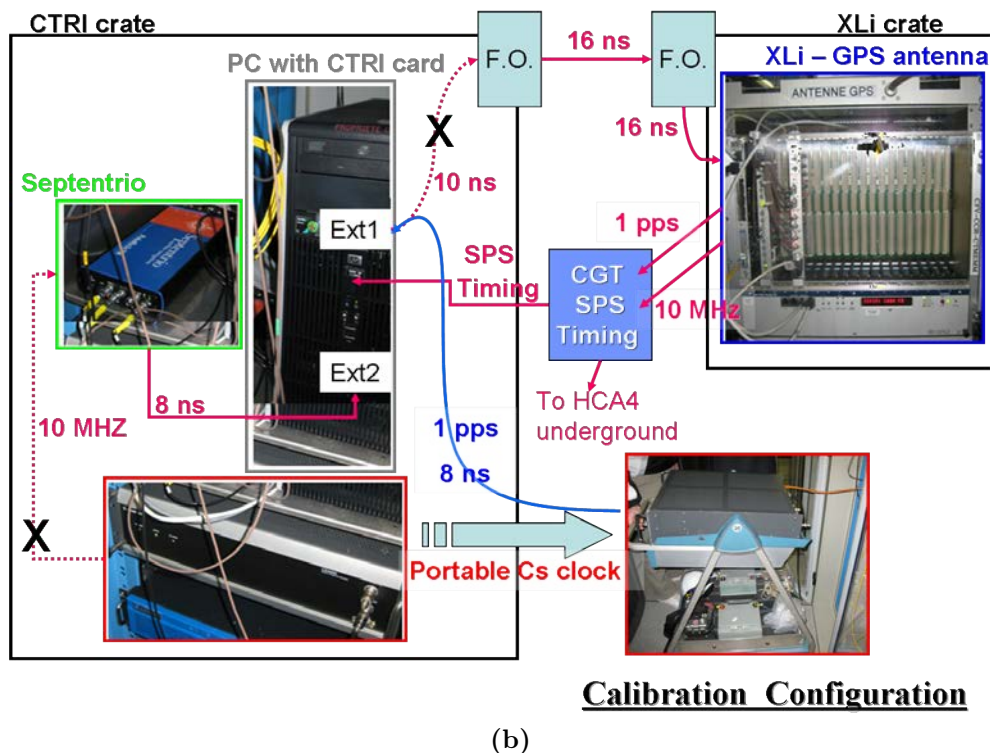 CTRI crate
XLi crate
16 ns
F.O.
F.O.
XLi – GPS antenna
PC with CTRI card
ANTENNE GPS
16 ns
X
10 ns
Septentrio
Septentrio
Ext1
1 pps
SPS
Timing
CGT
SPS
Timing
10 MHz
Ext2
8 ns
To HCA4
underground
10 MHZ
1 pps
8 ns
X
Portable Cs clock
Calibration Configuration
(b)